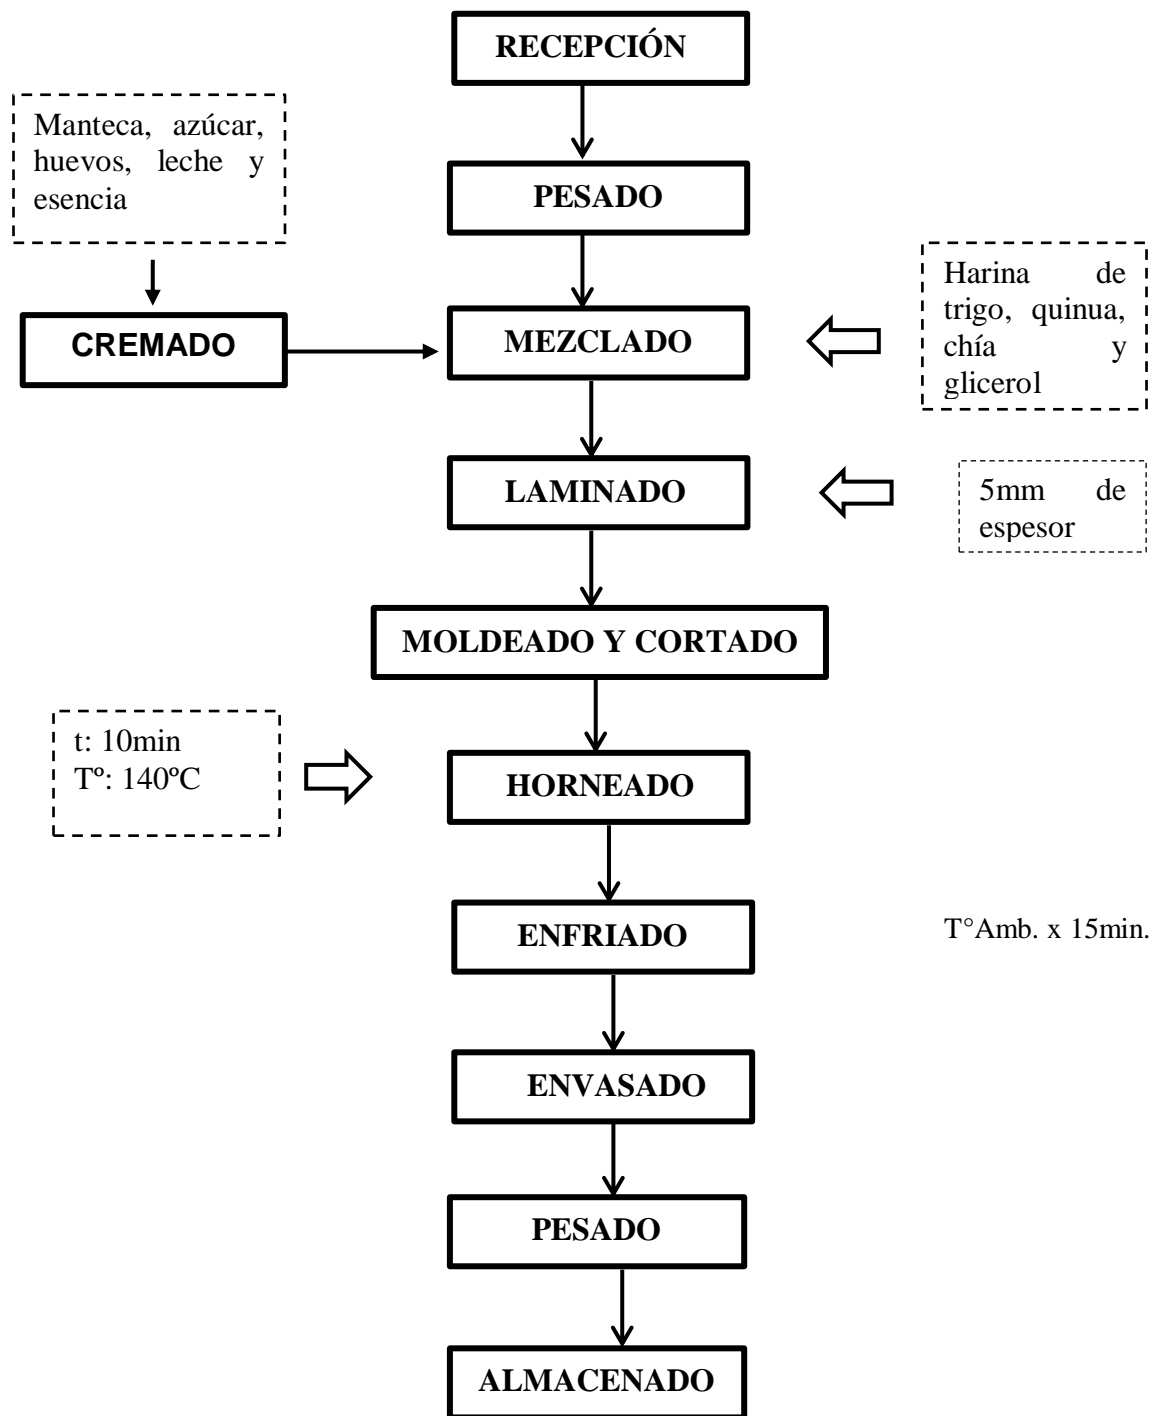 RECEPCIÓN
Manteca, azúcar,
huevos, leche y
esencia
PESADO
Harina de
trigo, quinua,
chía y
glicerol
CREMADO
MEZCLADO
LAMINADO
5mm de
espesor
MOLDEADO Y CORTADO
t: 10min
Tº: 140ºC
HORNEADO
ENFRIADO
T°Amb. x 15min.
ENVASADO
PESADO
ALMACENADO